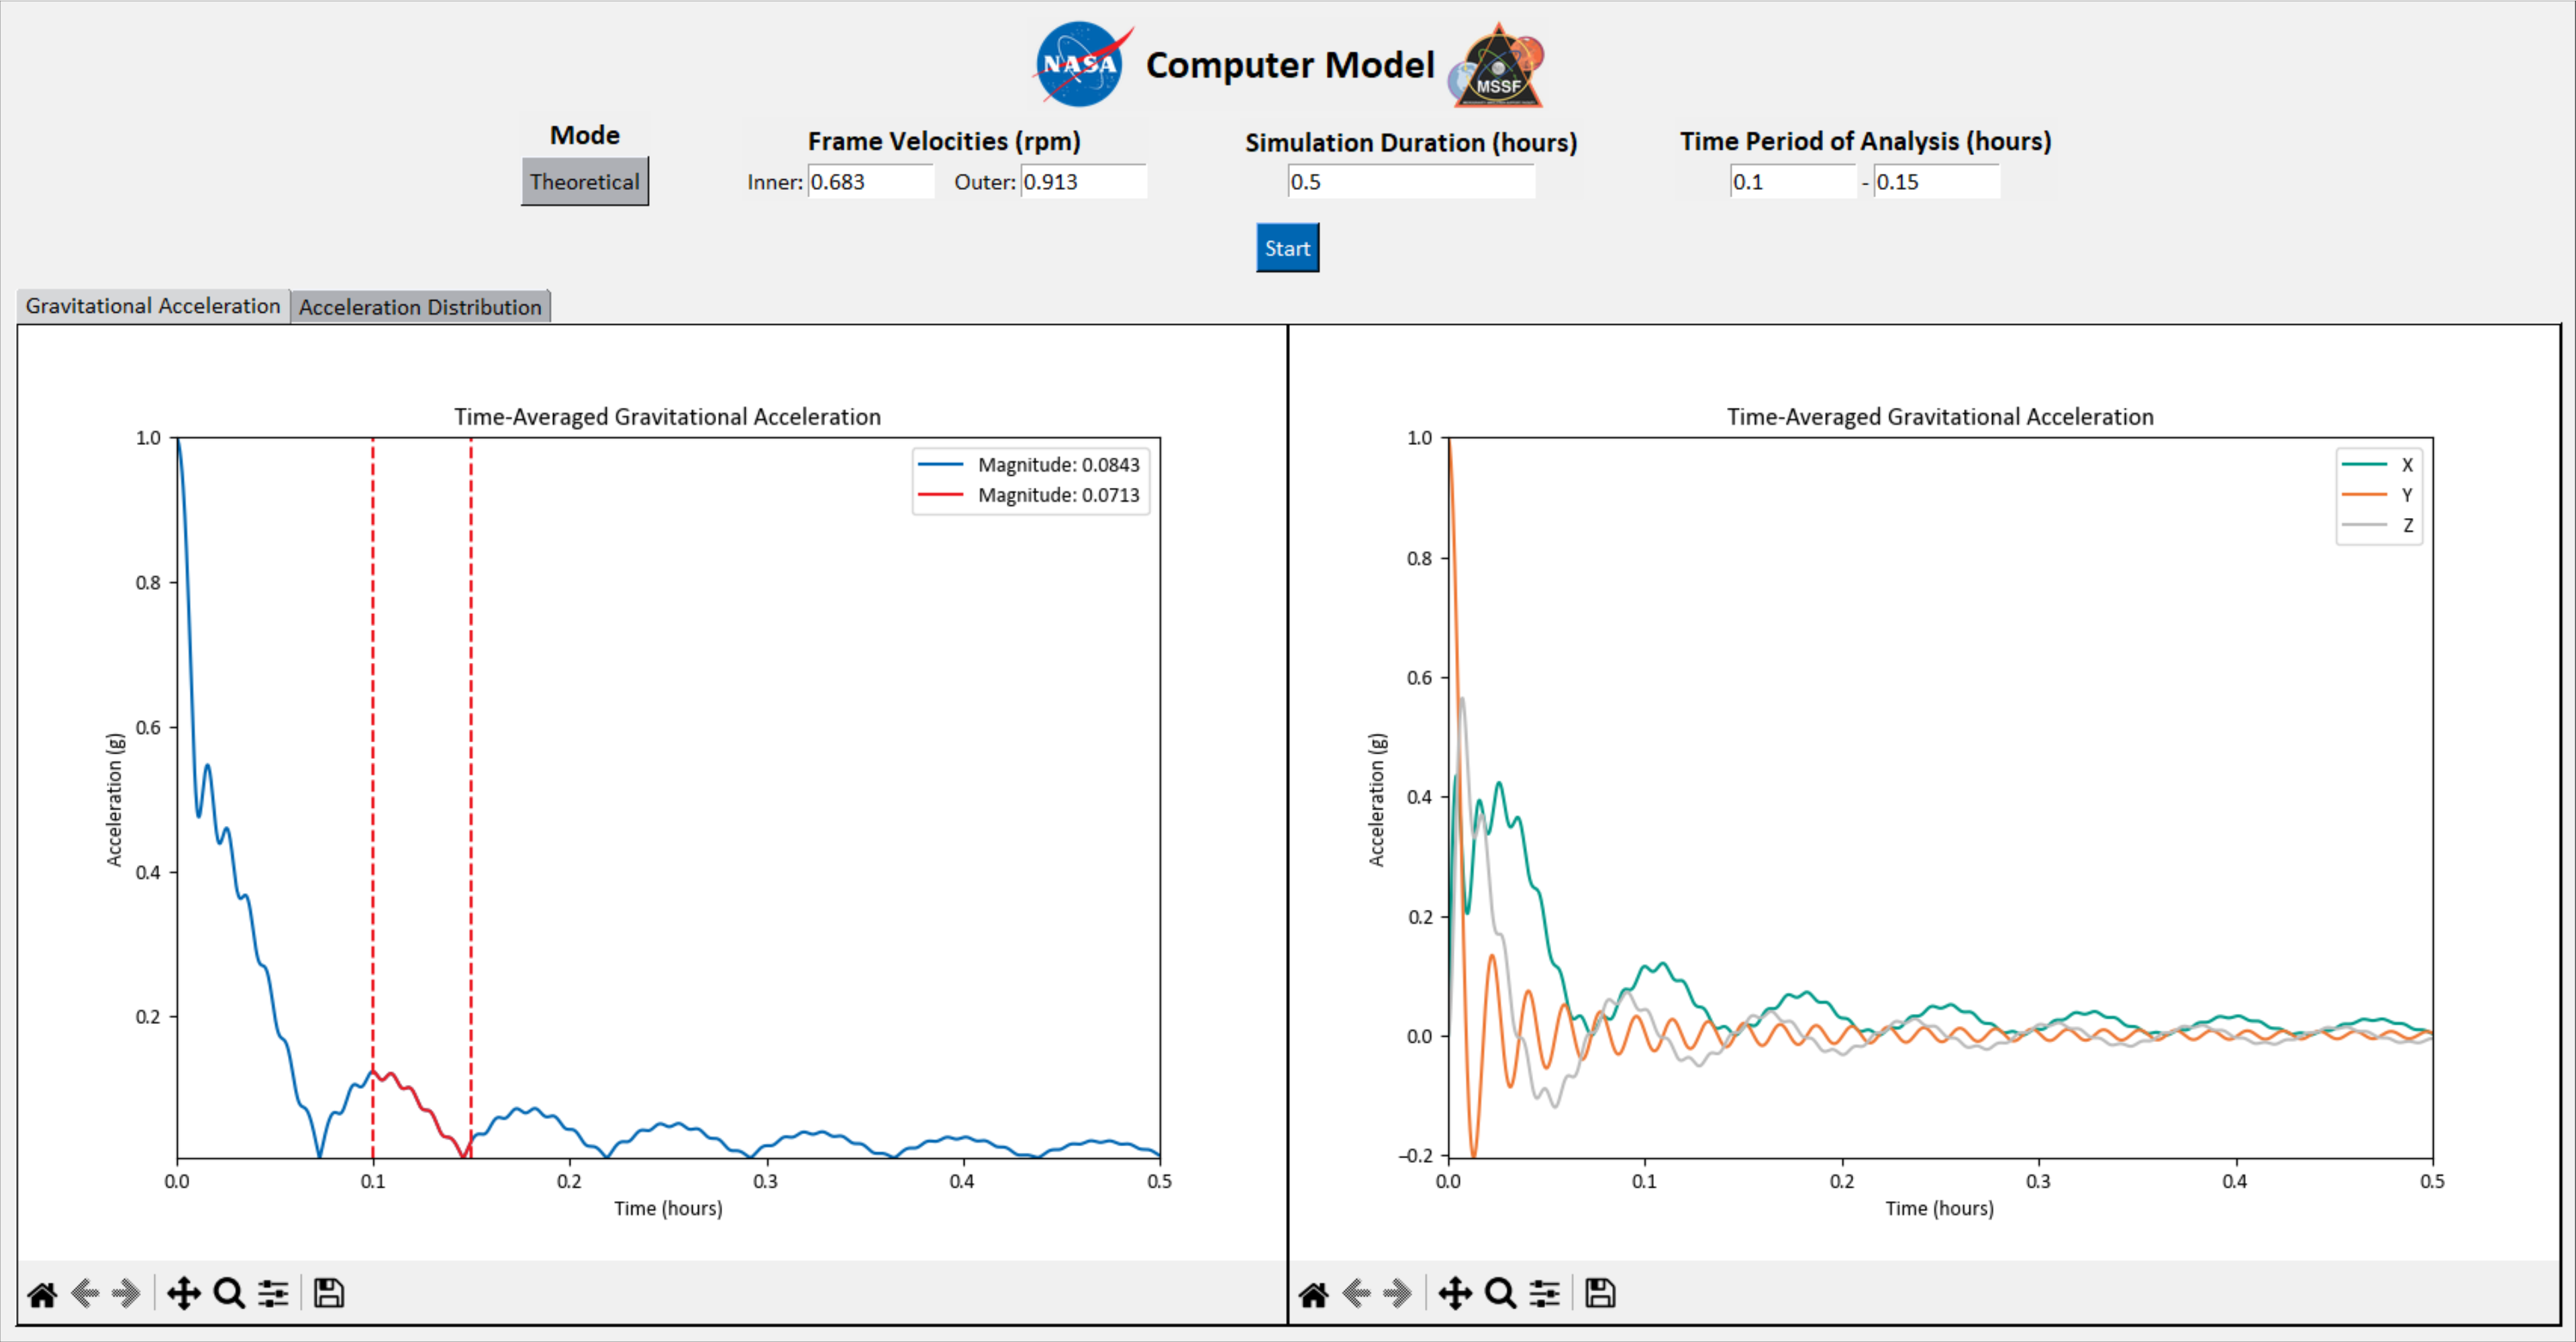 NASA
Computer Model
MSSF
Mode
Theoretical
Frame Velocities (rpm)
Inner: 0.683 Outer: 0.913
Simulation Duration (hours)
0.5
Time Period of Analysis (hours)
0.1 - 0.15
Start
Gravitational Acceleration
Acceleration Distribution
Time-Averaged Gravitational Acceleration
Magnitude: 0.0843
Magnitude: 0.0713
1.0
0.8
0.6
0.4
0.2
Acceleration (g)
0.0 0.1 0.2 0.3 0.4 0.5
Time (hours)
Time-Averaged Gravitational Acceleration
X
Y
Z
1.0
0.8
0.6
0.4
0.2
0.0
−0.2
Acceleration (g)
0.0 0.1 0.2 0.3 0.4 0.5
Time (hours)